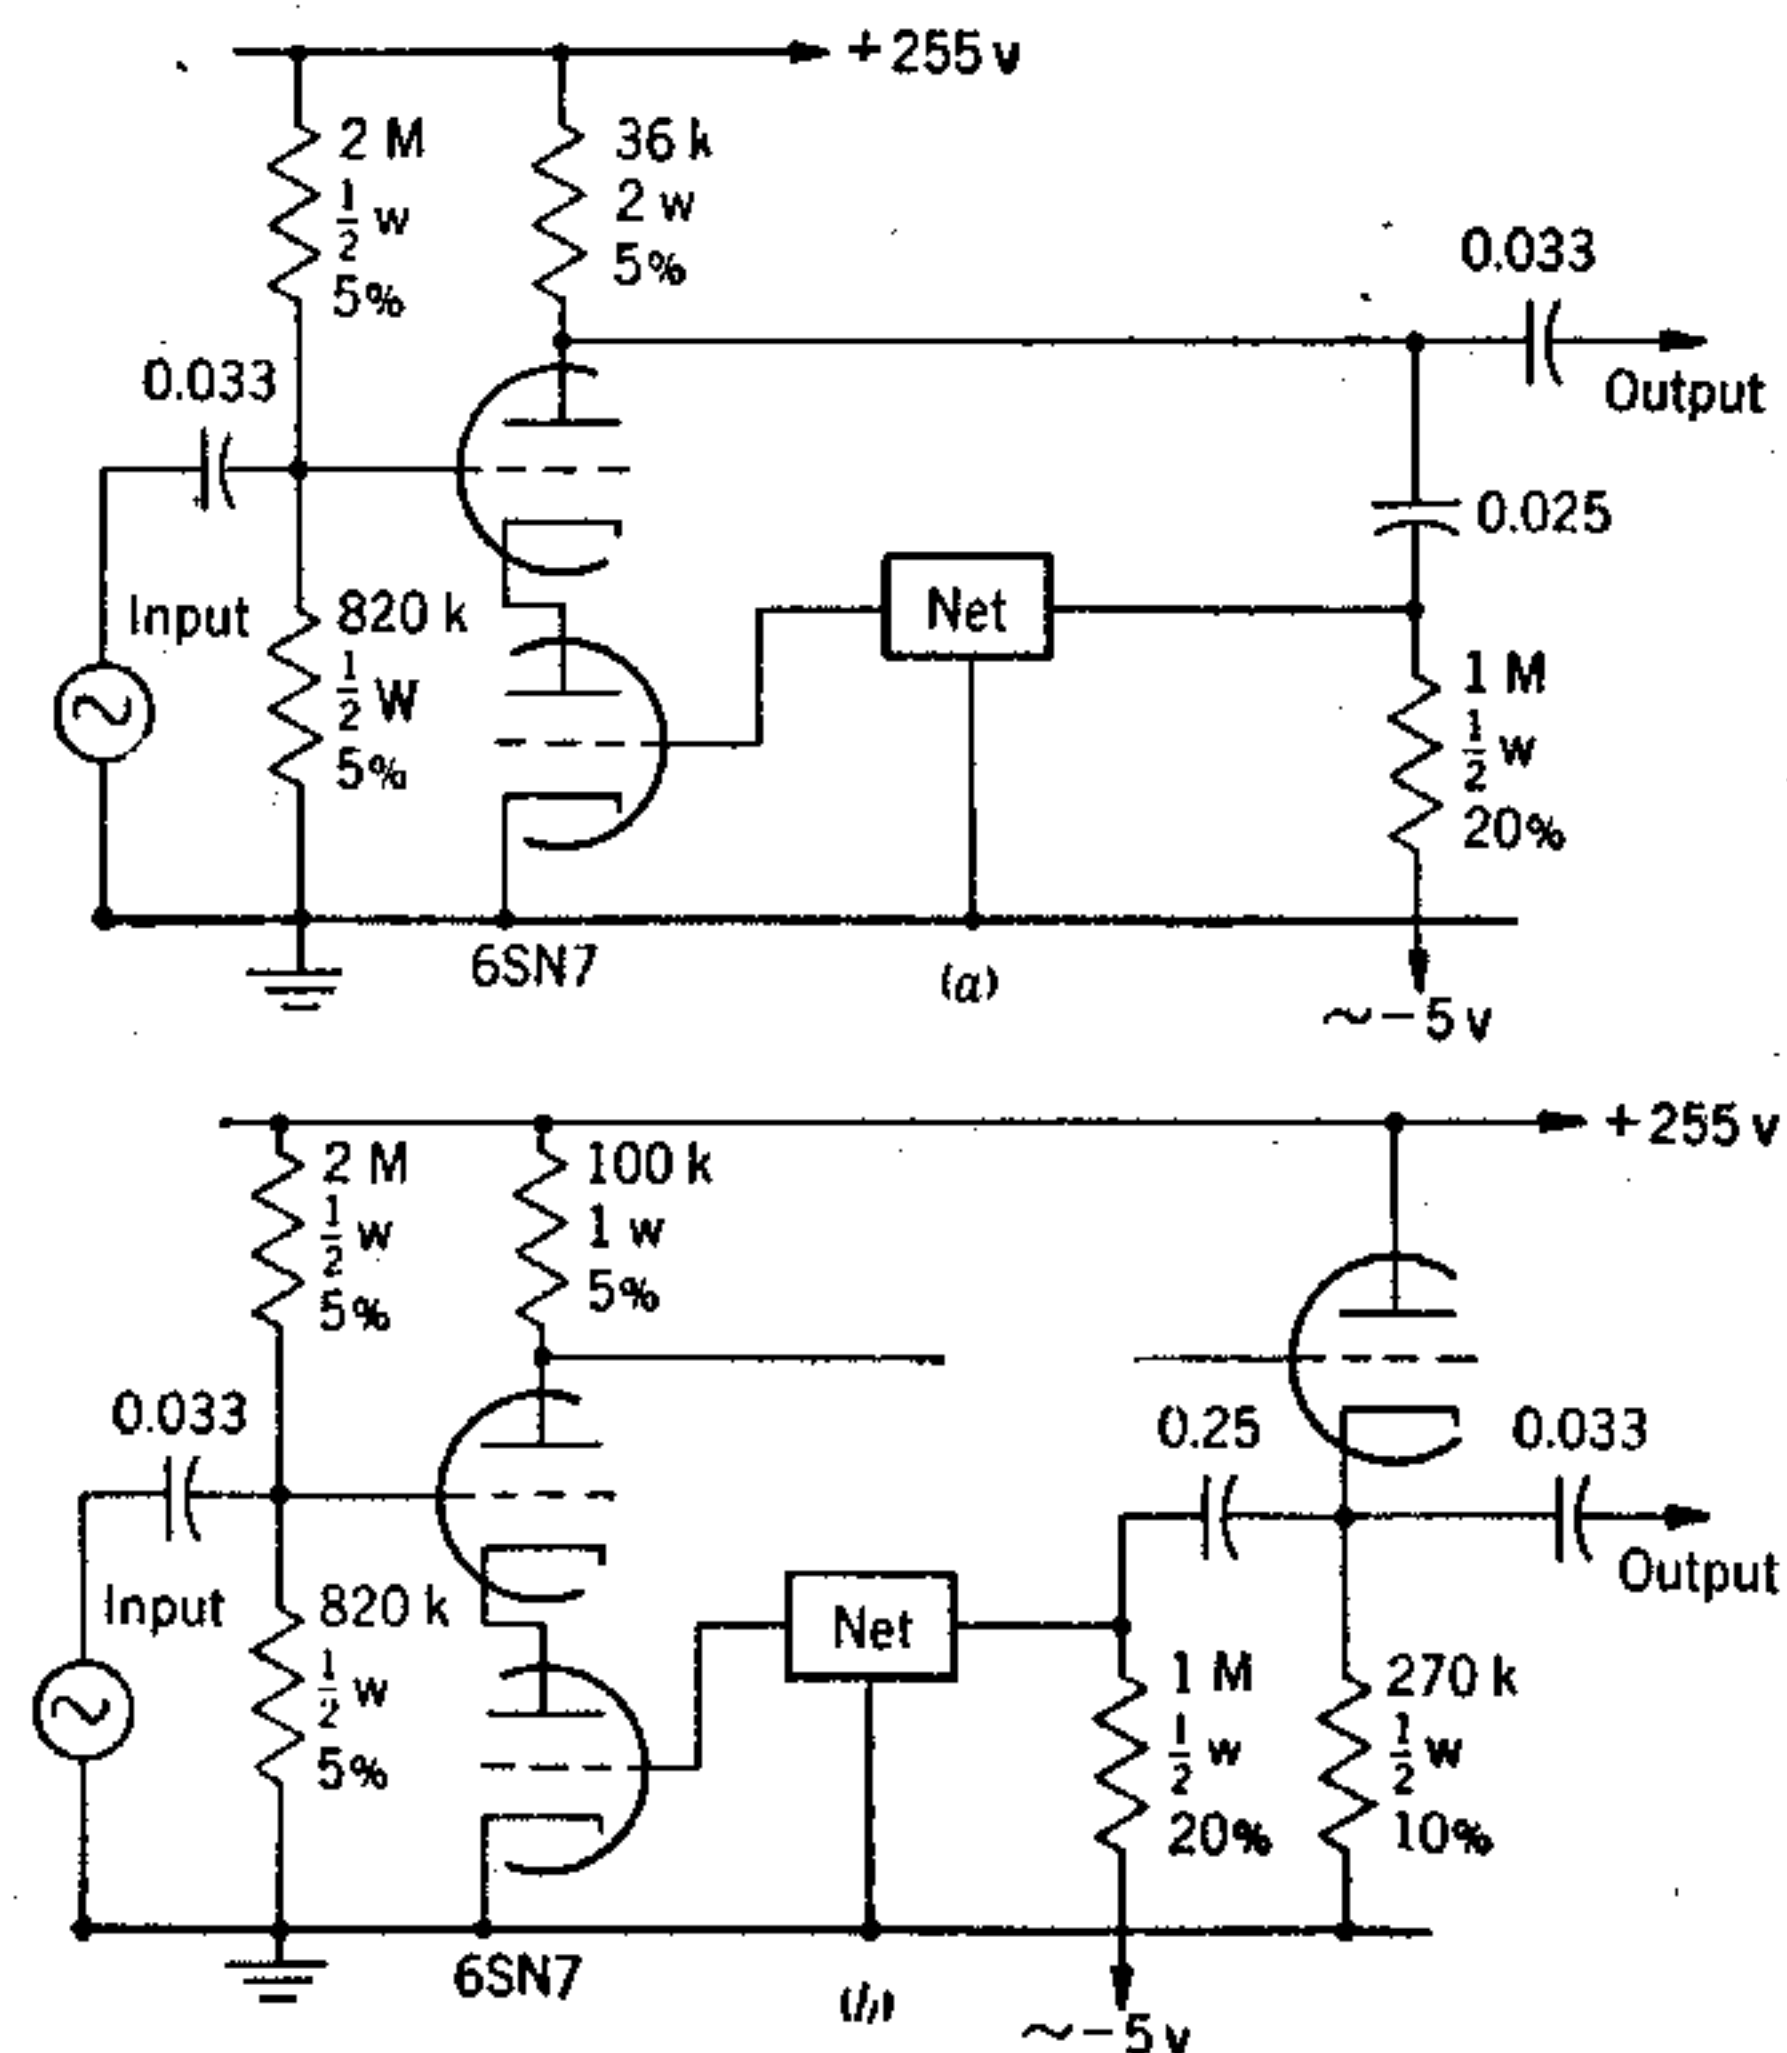 +255 v
2 M
1/2 w
5%
36 k
2 w
5%
0.033
Output
0.033
0.025
Input
820 k
1/2 W
5%
Net
1 M
1/2 w
20%
6SN7
(a)
~-5 v
+255 v
2 M
1/2 w
5%
100 k
1 w
5%
0.033
0.25
0.033
Output
Input
820 k
1/2 w
5%
Net
1 M
1/2 w
20%
270 k
1/2 w
10%
6SN7
(b)
~-5 v